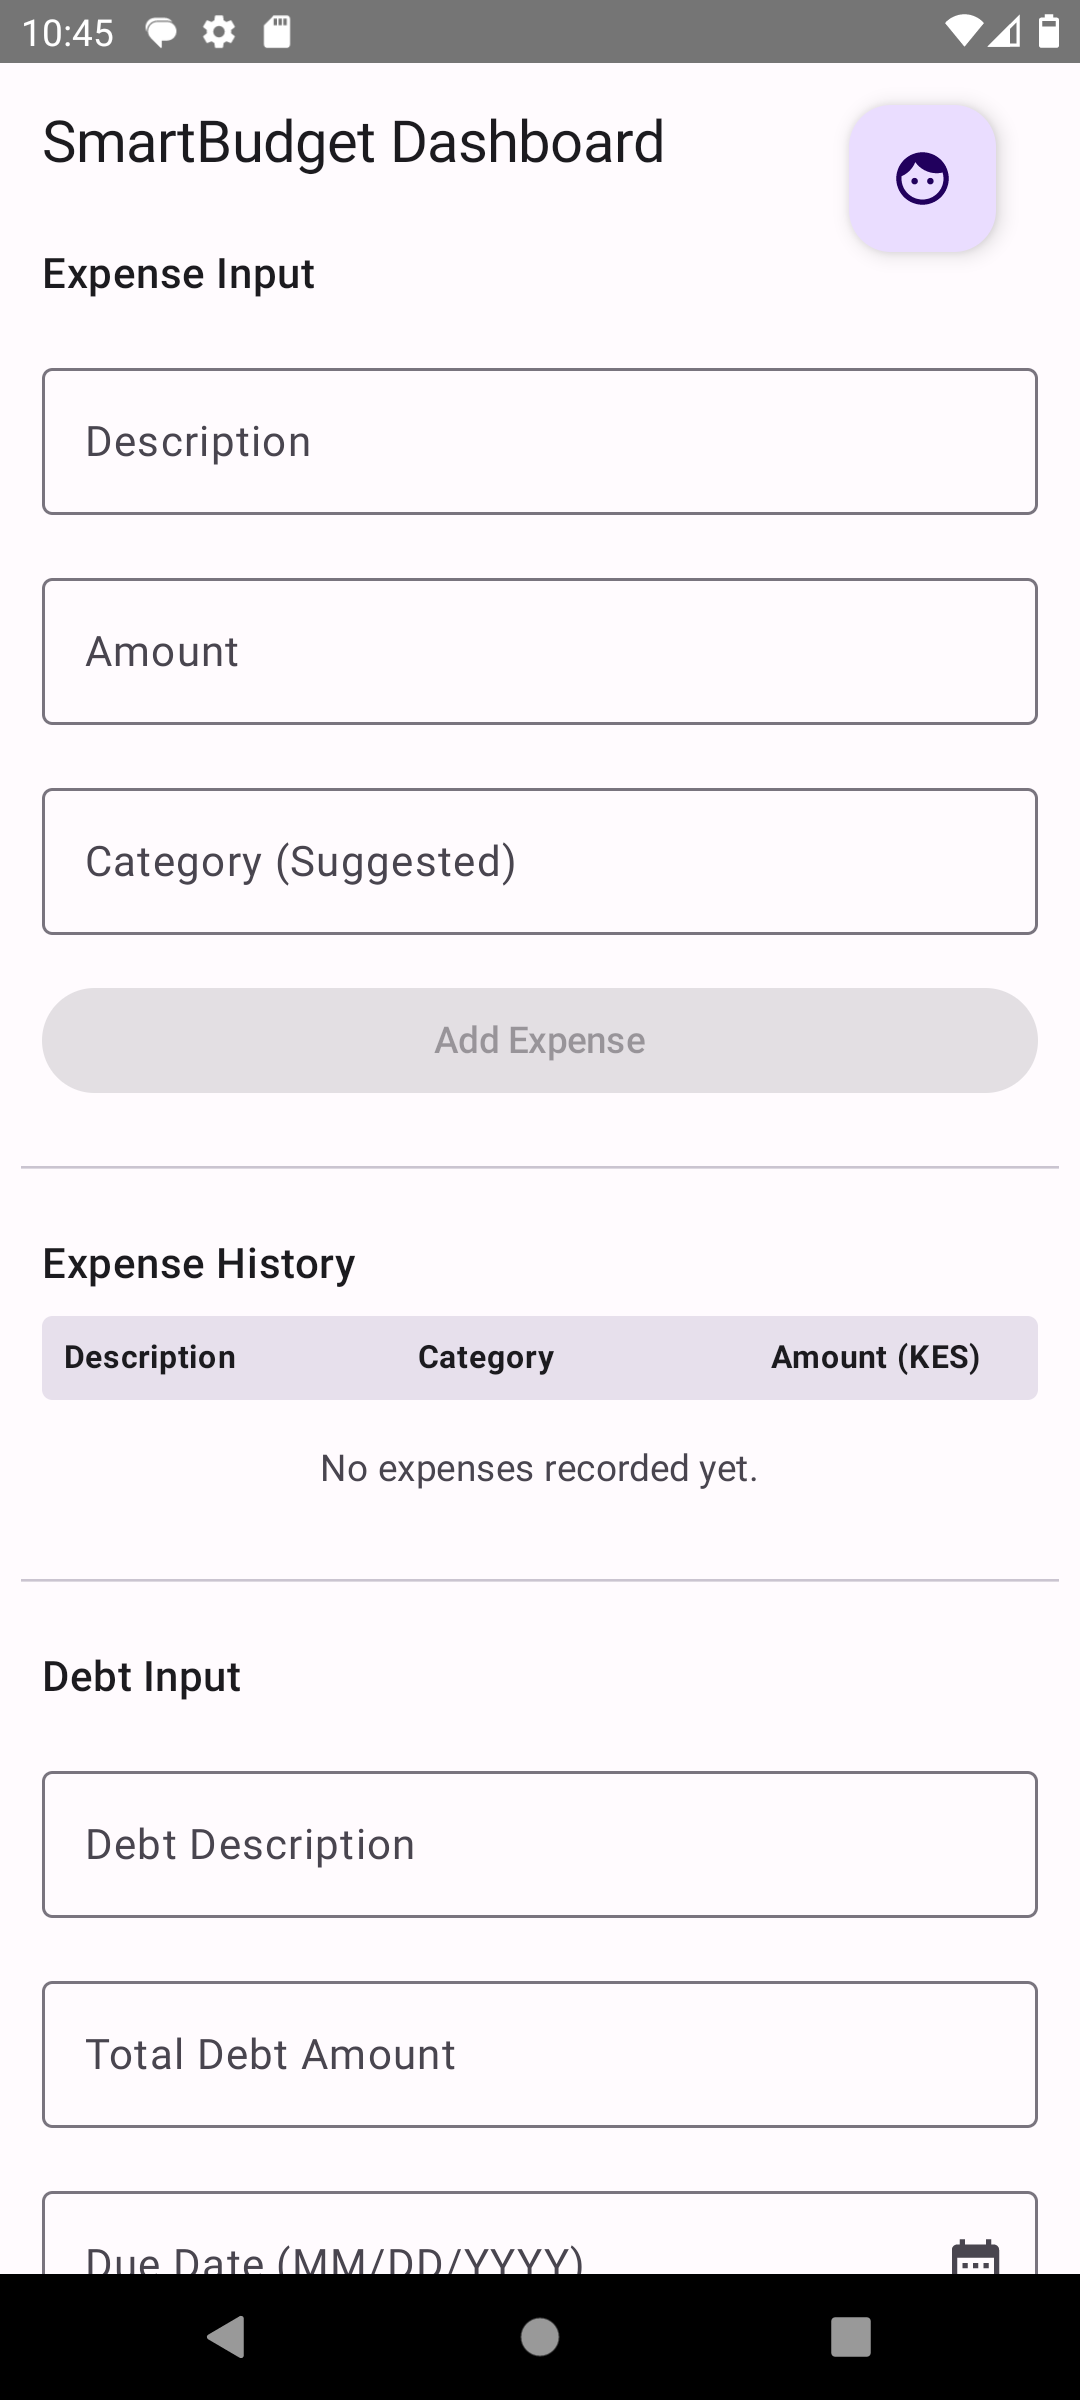 10:45
SmartBudget Dashboard
Expense Input
Description
Amount
Category (Suggested)
Add Expense
Expense History
Description Category Amount (KES)
No expenses recorded yet.
Debt Input
Debt Description
Total Debt Amount
Due Date (MM/DD/YYYY)